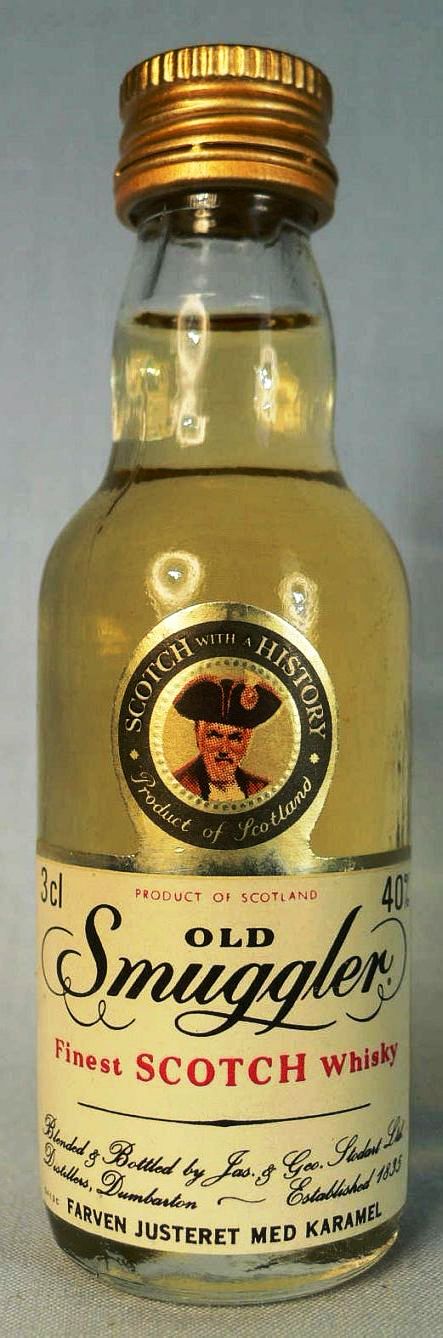 SCOTCH WITH A HISTORY
Product of Scotland
3cl
PRODUCT OF SCOTLAND
40%
OLD
Smuggler
Finest SCOTCH Whisky
Blended & Bottled by Jas. & Geo. Stodart Ltd.
Distillers, Dumbarton ~ Established 1835
FARVEN JUSTERET MED KARAMEL